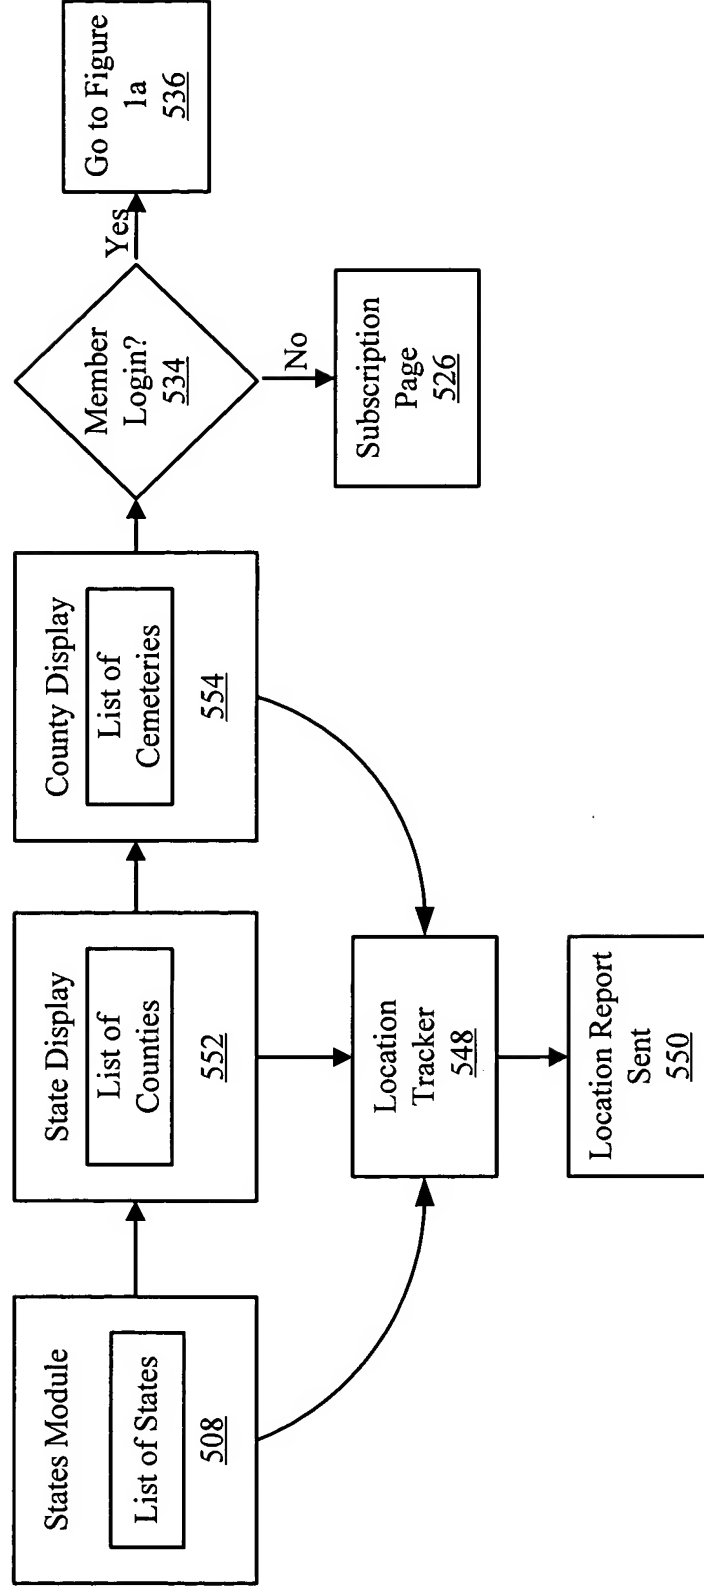 States Module
List of States
508
State Display
List of
Counties
552
County Display
List of
Cemeteries
554
Member
Login?
534
Yes
Go to Figure
1a
536
No
Subscription
Page
526
Location
Tracker
548
Location Report
Sent
550